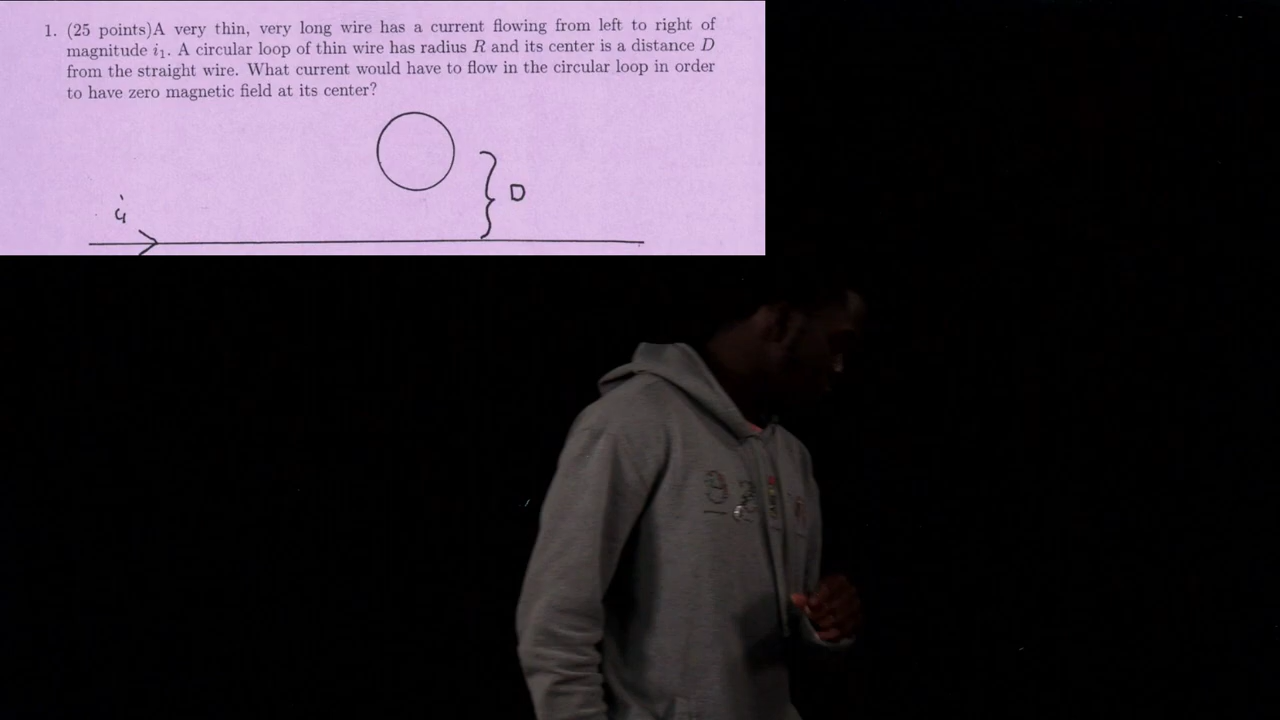 1. (25 points)A very thin, very long wire has a current flowing from left to right of
magnitude i₁. A circular loop of thin wire has radius R and its center is a distance D
from the straight wire. What current would have to flow in the circular loop in order
to have zero magnetic field at its center?
D
i₁